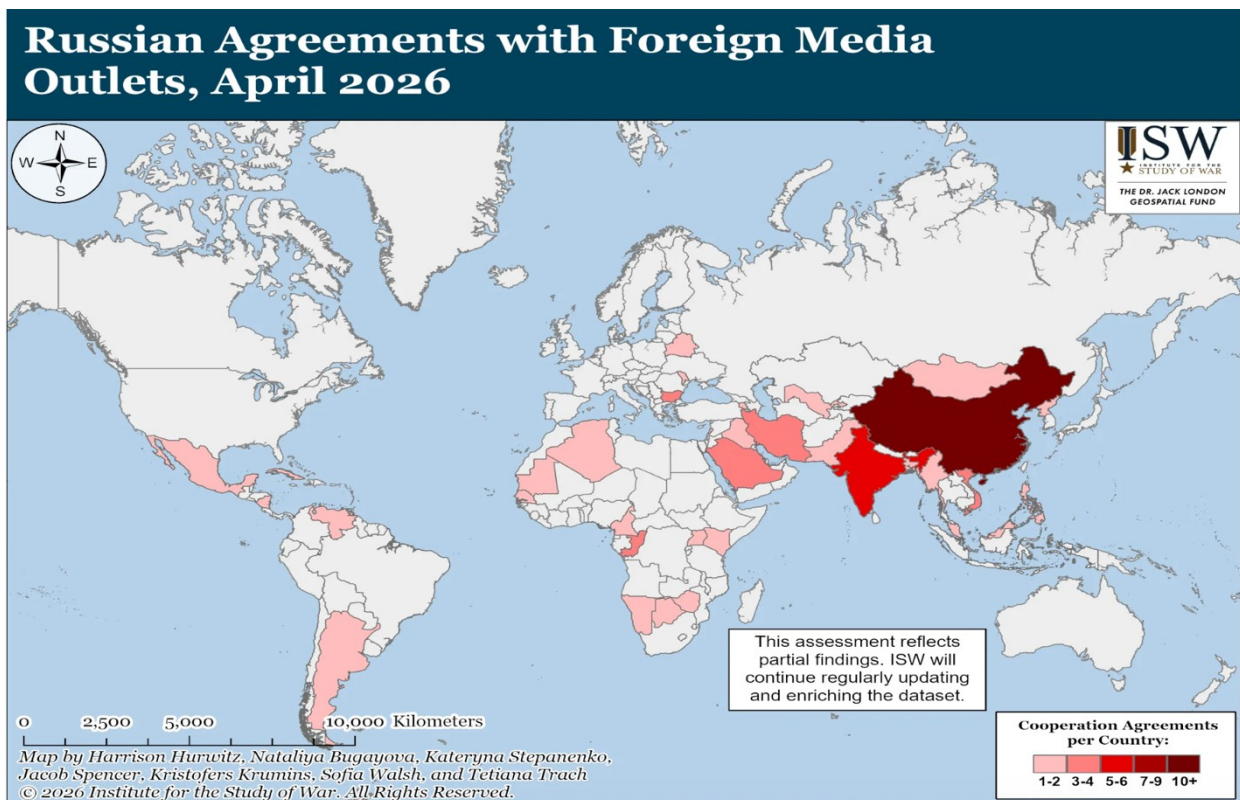 Russian Agreements with Foreign Media
Outlets, April 2026
N
W E
S
ISW
INSTITUTE FOR THE
STUDY OF WAR
THE DR. JACK LONDON
GEOSPATIAL FUND
This assessment reflects
partial findings. ISW will
continue regularly updating
and enriching the dataset.
0 2,500 5,000 10,000 Kilometers
Map by Harrison Hurwitz, Nataliya Bugayova, Kateryna Stepanenko,
Jacob Spencer, Kristofers Krumins, Sofia Walsh, and Tetiana Trach
© 2026 Institute for the Study of War. All Rights Reserved.
Cooperation Agreements
per Country:
1-2 3-4 5-6 7-9 10+